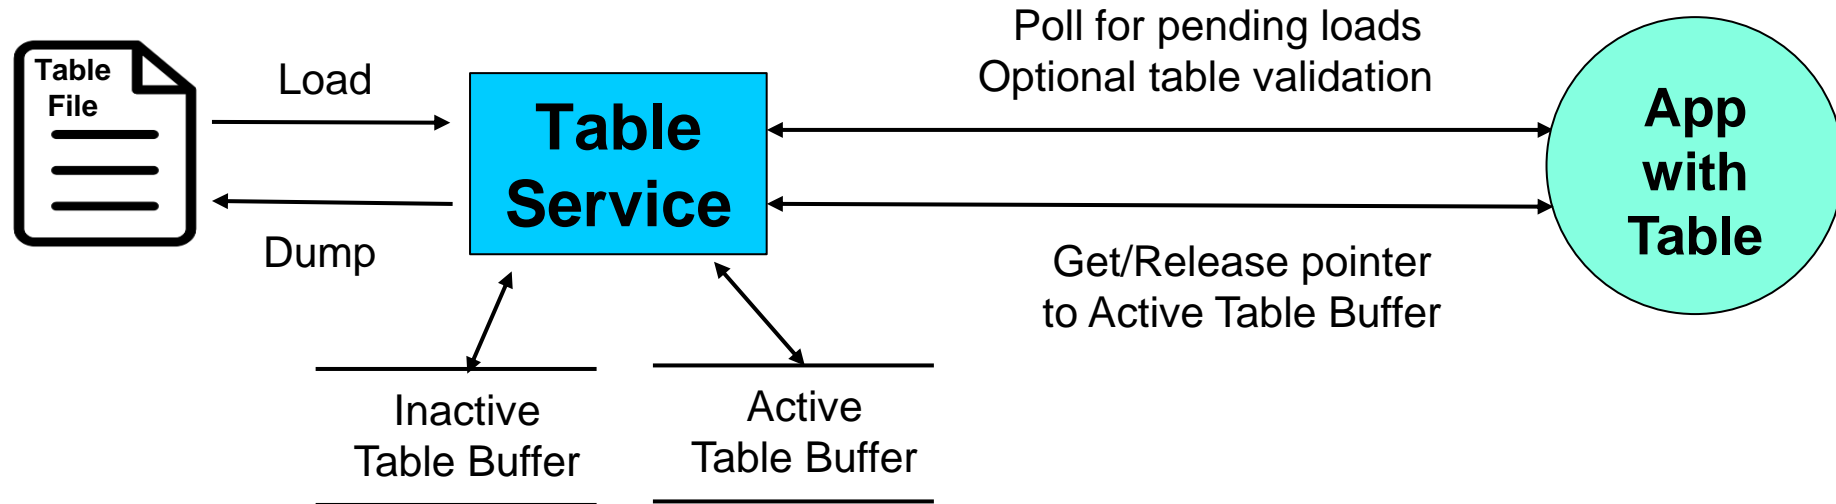 Table
File
Load
Dump
Table
Service
Poll for pending loads
Optional table validation
Get/Release pointer
to Active Table Buffer
App
with
Table
Inactive
Table Buffer
Active
Table Buffer